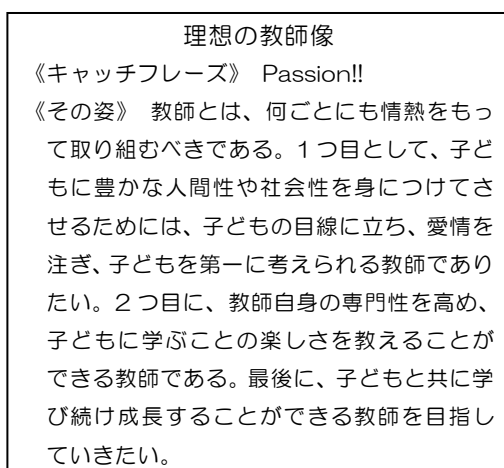 理想の教師像
《キャッチフレーズ》 Passion!!
《その姿》 教師とは、何ごとにも情熱をもっ
て取り組むべきである。1つ目として、子ど
もに豊かな人間性や社会性を身につけてさ
せるためには、子どもの目線に立ち、愛情を
注ぎ、子どもを第一に考えられる教師であり
たい。2つ目に、教師自身の専門性を高め、
子どもに学ぶことの楽しさを教えることが
できる教師である。最後に、子どもと共に学
び続け成長することができる教師を目指し
ていきたい。